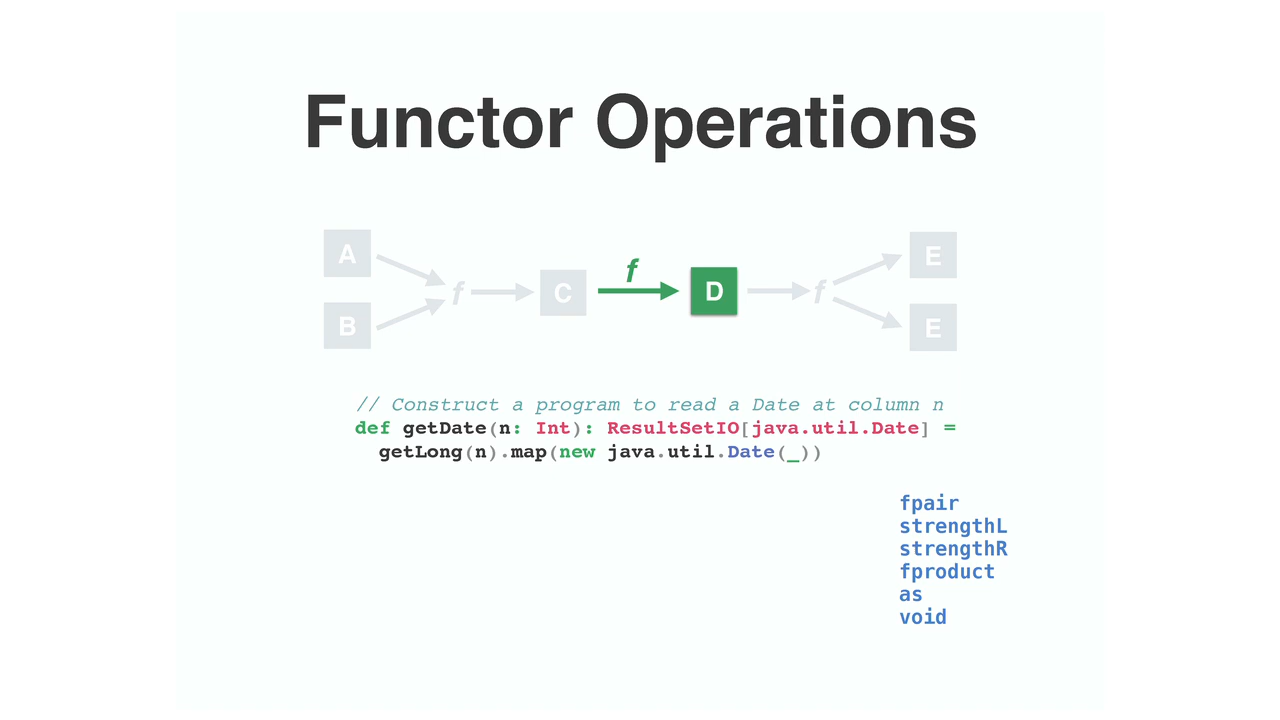 Functor Operations
A
B
f
C
f
D
f
E
E
// Construct a program to read a Date at column n
def getDate(n: Int): ResultSetIO[java.util.Date] =
getLong(n).map(new java.util.Date(_))
fpair
strengthL
strengthR
fproduct
as
void